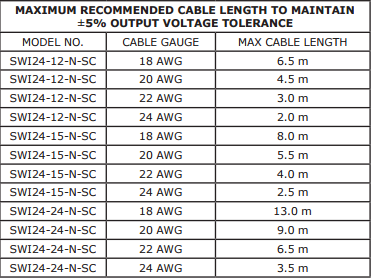 MAXIMUM RECOMMENDED CABLE LENGTH TO MAINTAIN
±5% OUTPUT VOLTAGE TOLERANCE
MODEL NO. CABLE GAUGE MAX CABLE LENGTH
SWI24-12-N-SC 18 AWG 6.5 m
SWI24-12-N-SC 20 AWG 4.5 m
SWI24-12-N-SC 22 AWG 3.0 m
SWI24-12-N-SC 24 AWG 2.0 m
SWI24-15-N-SC 18 AWG 8.0 m
SWI24-15-N-SC 20 AWG 5.5 m
SWI24-15-N-SC 22 AWG 4.0 m
SWI24-15-N-SC 24 AWG 2.5 m
SWI24-24-N-SC 18 AWG 13.0 m
SWI24-24-N-SC 20 AWG 9.0 m
SWI24-24-N-SC 22 AWG 6.5 m
SWI24-24-N-SC 24 AWG 3.5 m